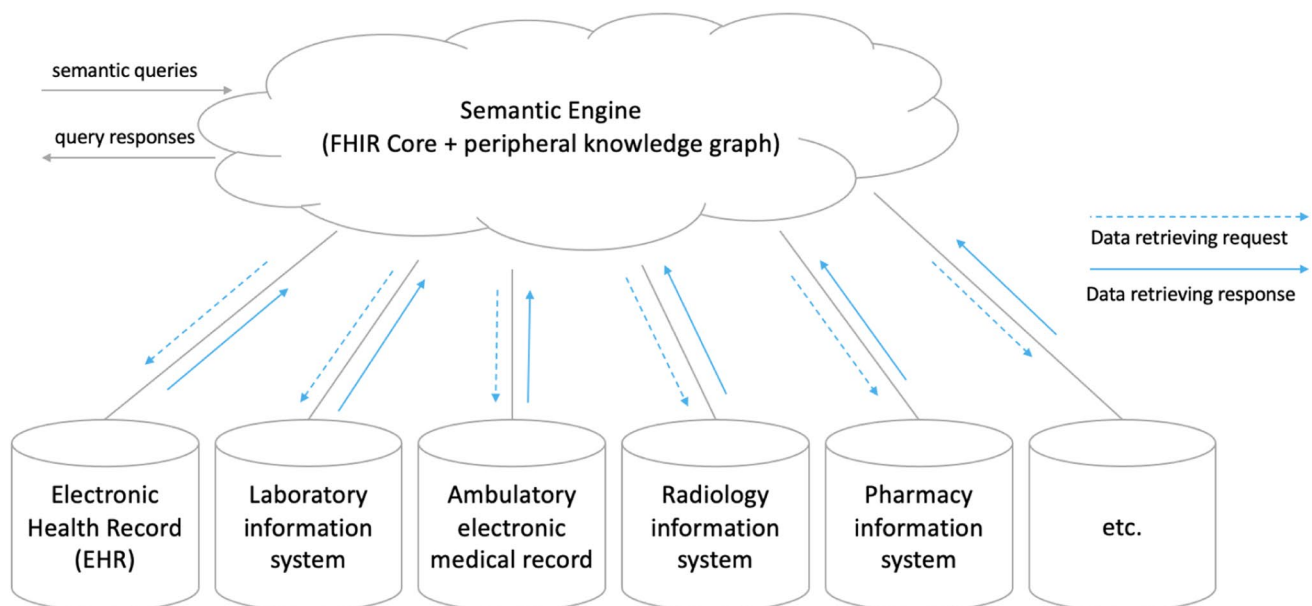 semantic queries
query responses
Semantic Engine
(FHIR Core + peripheral knowledge graph)
Data retrieving request
Data retrieving response
Electronic
Health Record
(EHR)
Laboratory
information
system
Ambulatory
electronic
medical record
Radiology
information
system
Pharmacy
information
system
etc.